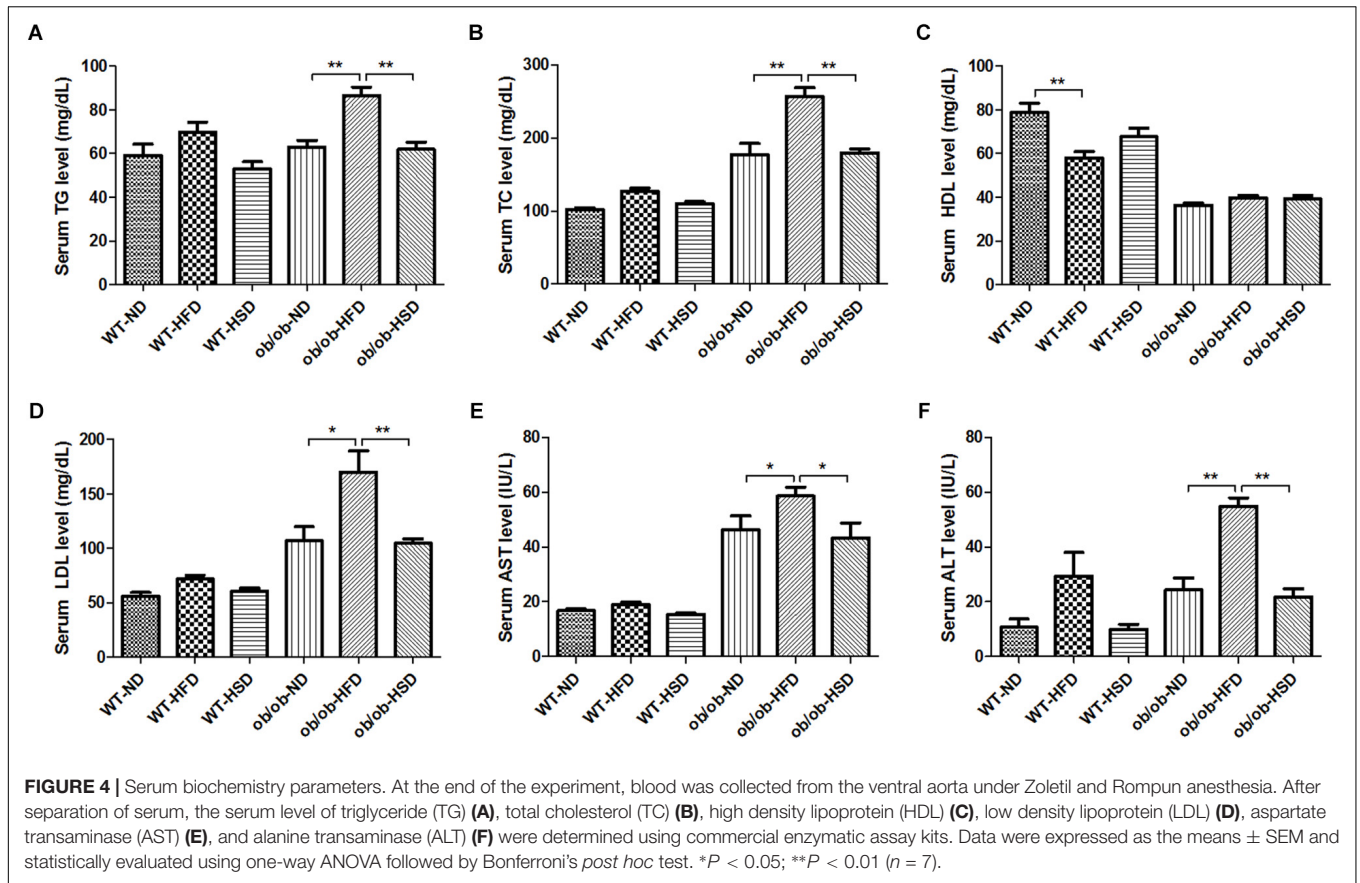 A
Serum TG level (mg/dL)
100
80
60
40
20
0
** **
WT-ND
WT-HFD
WT-HSD
ob/ob-ND
ob/ob-HFD
ob/ob-HSD
B
Serum TC level (mg/dL)
300
200
100
0
** **
WT-ND
WT-HFD
WT-HSD
ob/ob-ND
ob/ob-HFD
ob/ob-HSD
C
Serum HDL level (mg/dL)
100
80
60
40
20
0
**
WT-ND
WT-HFD
WT-HSD
ob/ob-ND
ob/ob-HFD
ob/ob-HSD
D
Serum LDL level (mg/dL)
200
150
100
50
0
* **
WT-ND
WT-HFD
WT-HSD
ob/ob-ND
ob/ob-HFD
ob/ob-HSD
E
Serum AST level (IU/L)
80
60
40
20
0
* *
WT-ND
WT-HFD
WT-HSD
ob/ob-ND
ob/ob-HFD
ob/ob-HSD
F
Serum ALT level (IU/L)
80
60
40
20
0
** **
WT-ND
WT-HFD
WT-HSD
ob/ob-ND
ob/ob-HFD
ob/ob-HSD
FIGURE 4 | Serum biochemistry parameters. At the end of the experiment, blood was collected from the ventral aorta under Zoletil and Rompun anesthesia. After
separation of serum, the serum level of triglyceride (TG) (A), total cholesterol (TC) (B), high density lipoprotein (HDL) (C), low density lipoprotein (LDL) (D), aspartate
transaminase (AST) (E), and alanine transaminase (ALT) (F) were determined using commercial enzymatic assay kits. Data were expressed as the means ± SEM and
statistically evaluated using one-way ANOVA followed by Bonferroni's post hoc test. *P < 0.05; **P < 0.01 (n = 7).